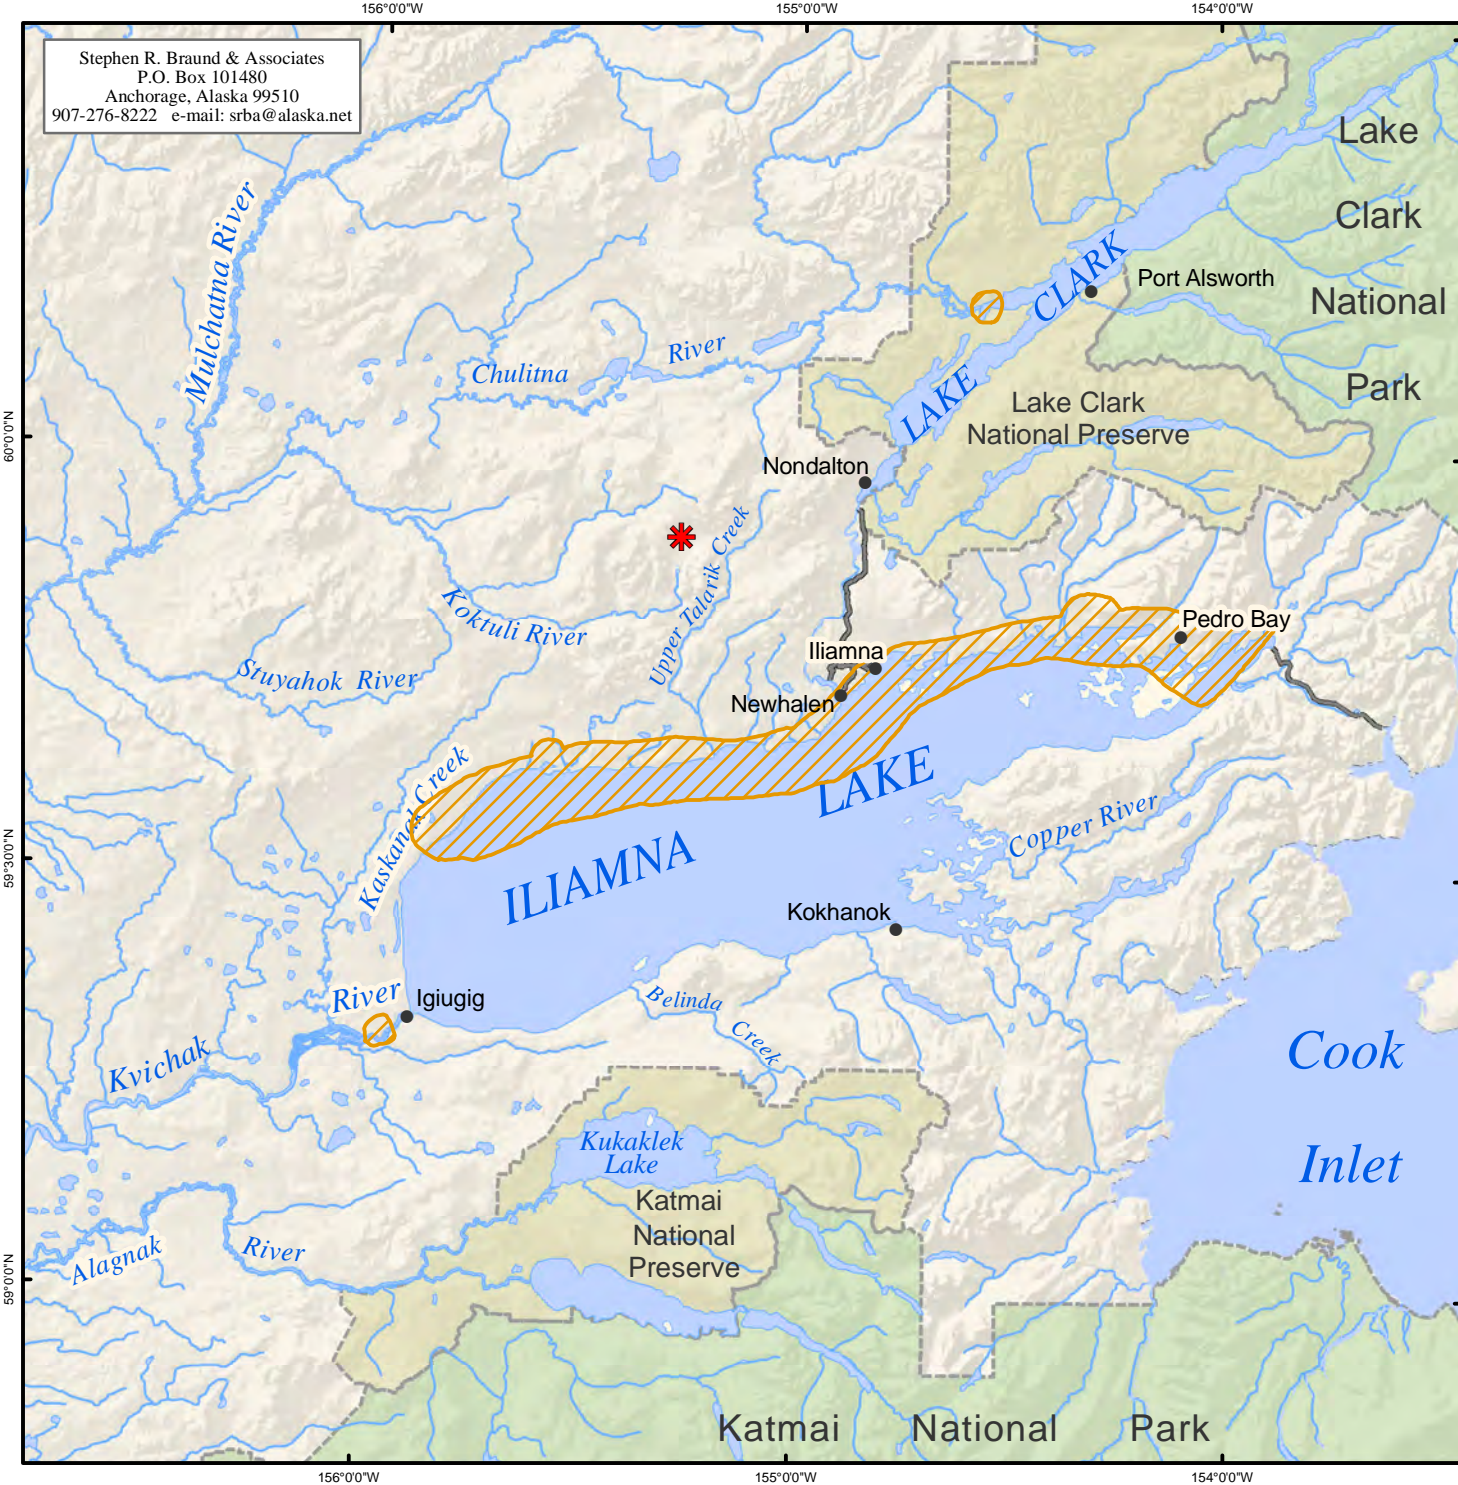 156°0'0"W
155°0'0"W
154°0'0"W
Stephen R. Braund & Associates
P.O. Box 101480
Anchorage, Alaska 99510
907-276-8222 e-mail: srba@alaska.net
Lake
Clark
National
Park
Mulchatna River
Port Alsworth
LAKE CLARK
Chulitna River
Lake Clark
National Preserve
60°0'0"N
Nondalton
Upper Talarik Creek
Koktuli River
Stuyahok River
Pedro Bay
Iliamna
Newhalen
Kaskanak Creek
ILIAMNA LAKE
Copper River
59°30'0"N
Kokhanok
Igiugig
Kvichak River
Belinda Creek
Cook
Inlet
Kukaklek
Lake
Katmai
National
Preserve
Alagnak River
59°0'0"N
Katmai National Park
156°0'0"W
155°0'0"W
154°0'0"W